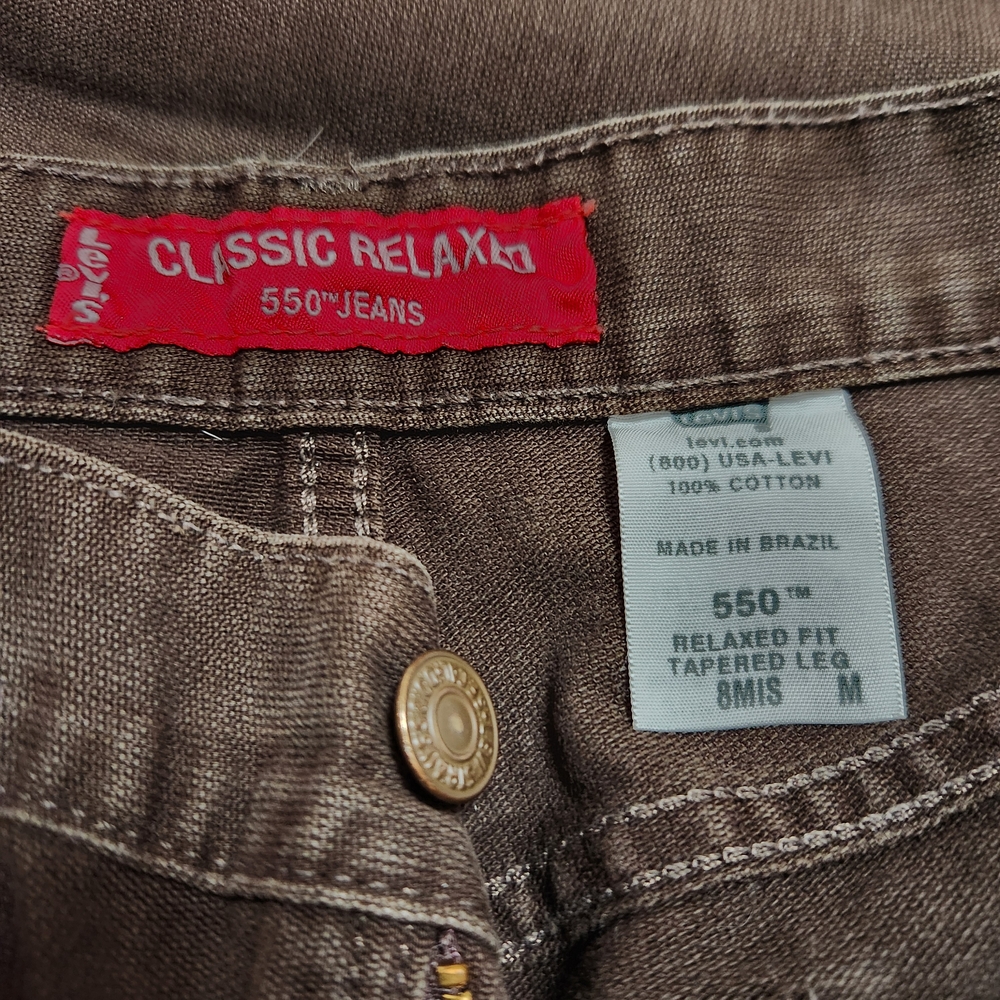 Levi's®
CLASSIC RELAXED
550™ JEANS
levi.com
(800) USA-LEVI
100% COTTON
MADE IN BRAZIL
550™
RELAXED FIT
TAPERED LEG
8MIS M